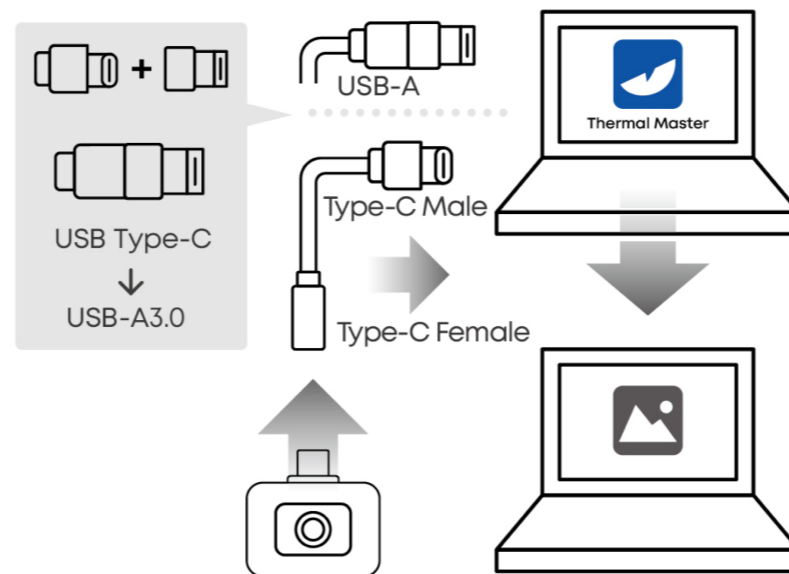 +
USB Type-C
↓
USB-A3.0
USB-A
Type-C Male
Type-C Female
Thermal Master